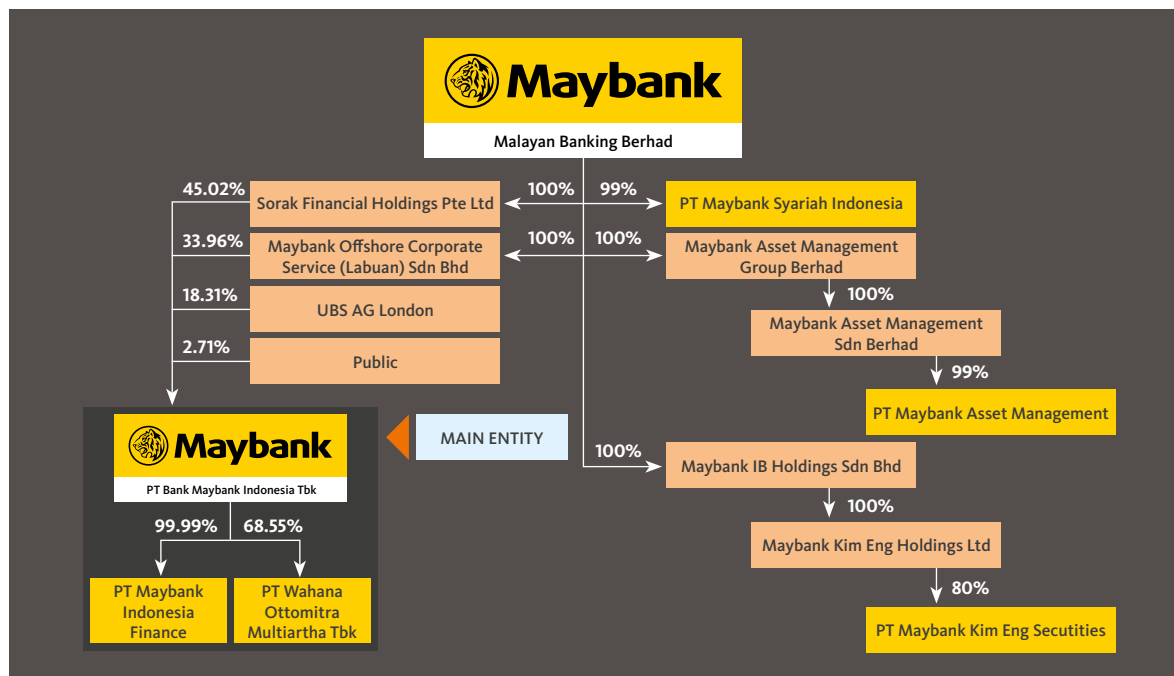 Maybank
Malayan Banking Berhad
45.02%
Sorak Financial Holdings Pte Ltd
100%
99%
PT Maybank Syariah Indonesia
33.96%
Maybank Offshore Corporate
Service (Labuan) Sdn Bhd
100%
100%
Maybank Asset Management
Group Berhad
18.31%
UBS AG London
100%
Maybank Asset Management
Sdn Berhad
2.71%
Public
99%
PT Maybank Asset Management
Maybank
PT Bank Maybank Indonesia Tbk
MAIN ENTITY
100%
Maybank IB Holdings Sdn Bhd
100%
Maybank Kim Eng Holdings Ltd
80%
PT Maybank Kim Eng Secutities
99.99%
68.55%
PT Maybank
Indonesia
Finance
PT Wahana
Ottomitra
Multiartha Tbk